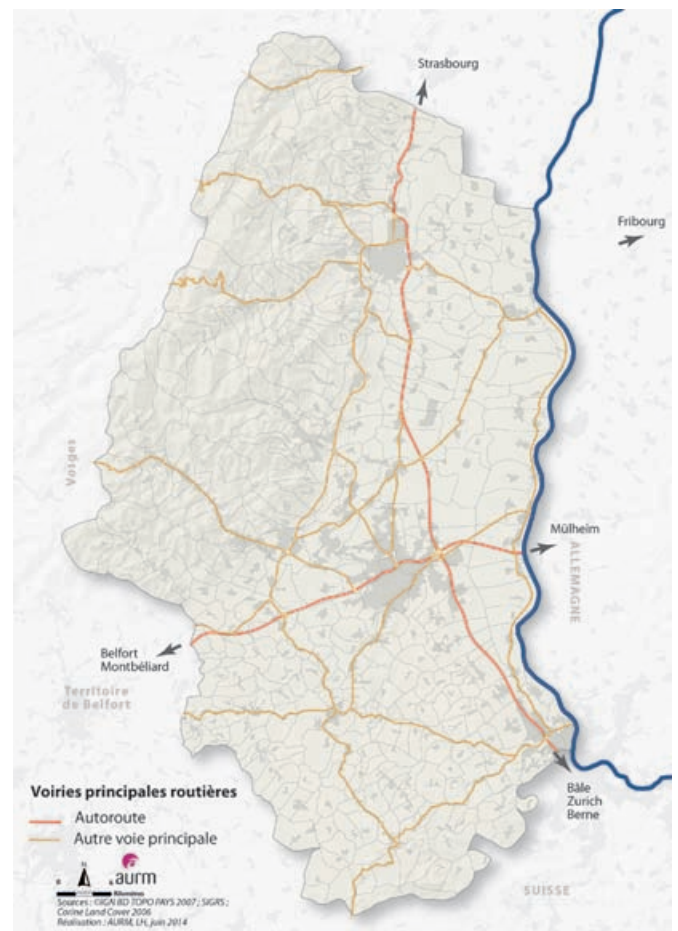 Strasbourg
Fribourg
Vosges
Mülheim
ALLEMAGNE
Belfort
Montbéliard
Territoire
de Belfort
Voiries principales routières
Autoroute
Autre voie principale
Bâle
Zurich
Berne
SUISSE
N
aurm
Kilomètres
Sources : ©IGN BD TOPO PAYS 2007 ; SIGRS ;
Corine Land Cover 2006
Réalisation : AURM, LH, juin 2014